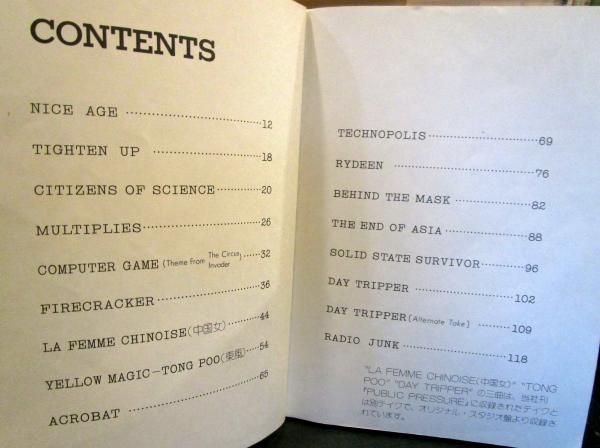 CONTENTS
NICE AGE ................................ 12
TIGHTEN UP ......................... 18
CITIZENS OF SCIENCE ............ 20
MULTIPLIES ............................ 26
COMPUTER GAME (Theme From The Circus Invader) ...... 32
FIRECRACKER ......................... 36
LA FEMME CHINOISE(中国女) ......... 44
YELLOW MAGIC—TONG POO(東風) ...... 54
ACROBAT ................................ 65
TECHNOPOLIS ......................... 69
RYDEEN ................................ 76
BEHIND THE MASK .................. 82
THE END OF ASIA .................. 88
SOLID STATE SURVIVOR ............ 96
DAY TRIPPER ......................... 102
DAY TRIPPER [Alternate Take] ...... 109
RADIO JUNK ......................... 118
"LA FEMME CHINOISE(中国女)" "TONG
POO" "DAY TRIPPER" の三曲は、当社刊
『PUBLIC PRESSURE』に収録されたテイクと
は別テイクで、オリジナル・スタジオ盤より収録さ
れています。